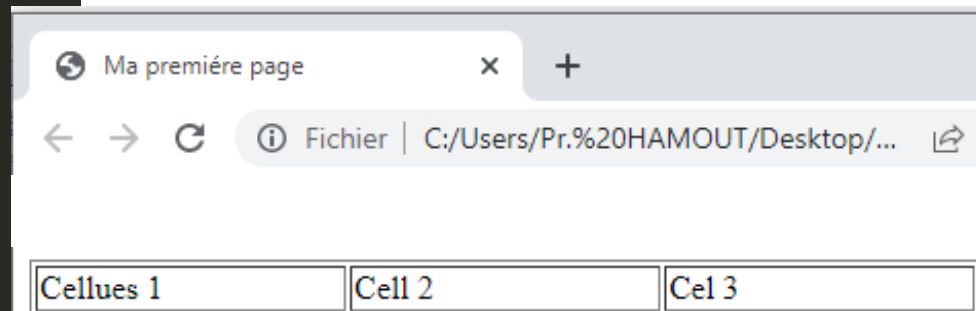 Ma premiére page
Fichier | C:/Users/Pr.%20HAMOUT/Desktop/...
Cellues 1 Cell 2 Cel 3